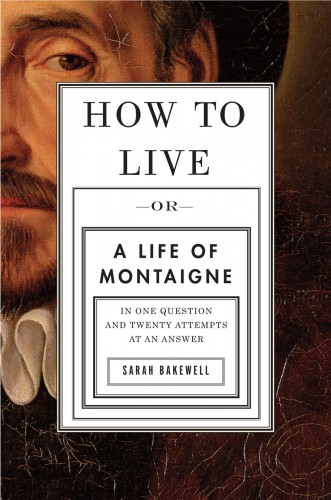 HOW TO
LIVE
—OR—
A LIFE OF
MONTAIGNE
IN ONE QUESTION
AND TWENTY ATTEMPTS
AT AN ANSWER
SARAH BAKEWELL